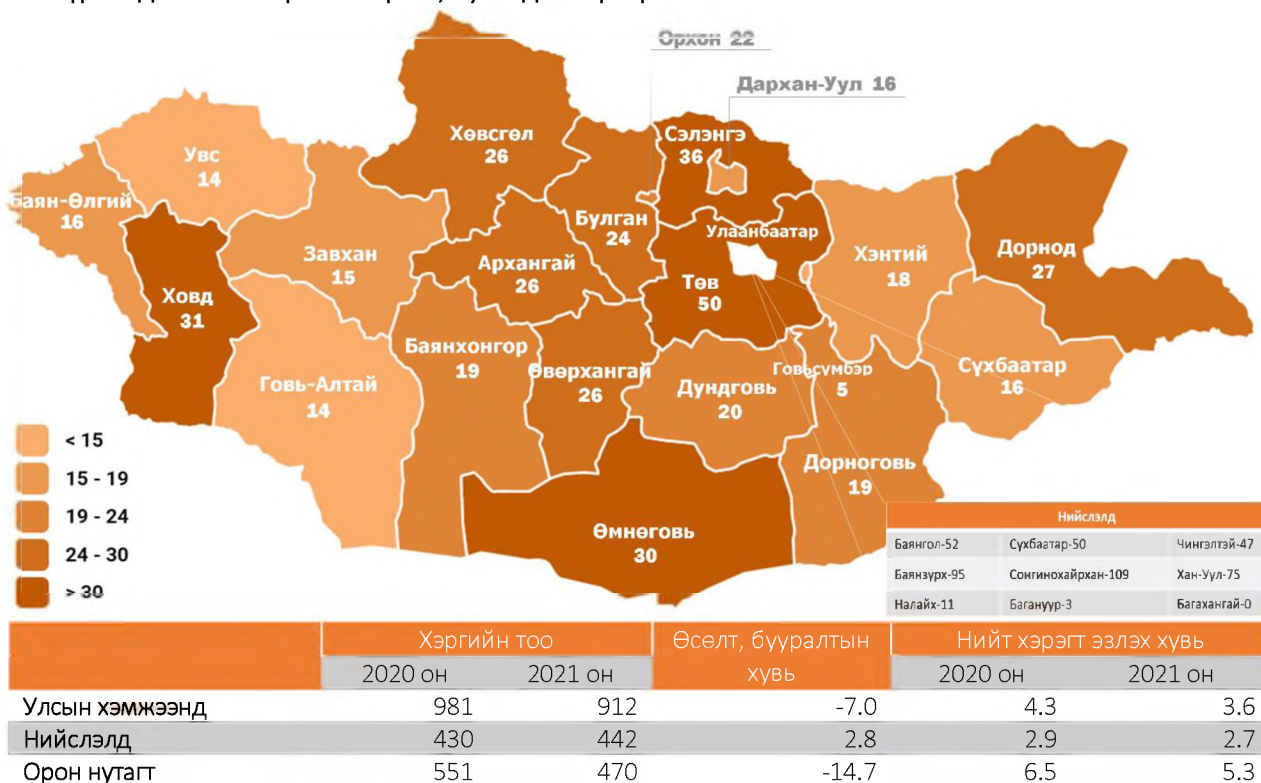 Орхон 22
Дархан-Уул 16
Хөвсгөл
26
Сэлэнгэ
36
Увс
14
Баян-Өлгий
16
Булган
24
Улаанбаатар
Завхан
15
Архангай
26
Хэнтий
18
Дорнод
27
Ховд
31
Төв
50
Баянхонгор
19
Говь-Алтай
14
Өвөрхангай
26
Дундговь
20
Говьсүмбэр
5
Сүхбаатар
16
Дорноговь
19
Өмнөговь
30
< 15
15 - 19
19 - 24
24 - 30
> 30
Нийслэлд
Баянгол-52 Сүхбаатар-50 Чингэлтэй-47
Баянзүрх-95 Сонгинохайрхан-109 Хан-Уул-75
Налайх-11 Багануур-3 Багахангай-0
Хэргийн тоо Өсөлт, бууралтын хувь Нийт хэрэгт эзлэх хувь
2020 он 2021 он 2020 он 2021 он
Улсын хэмжээнд 981 912 -7.0 4.3 3.6
Нийслэлд 430 442 2.8 2.9 2.7
Орон нутагт 551 470 -14.7 6.5 5.3